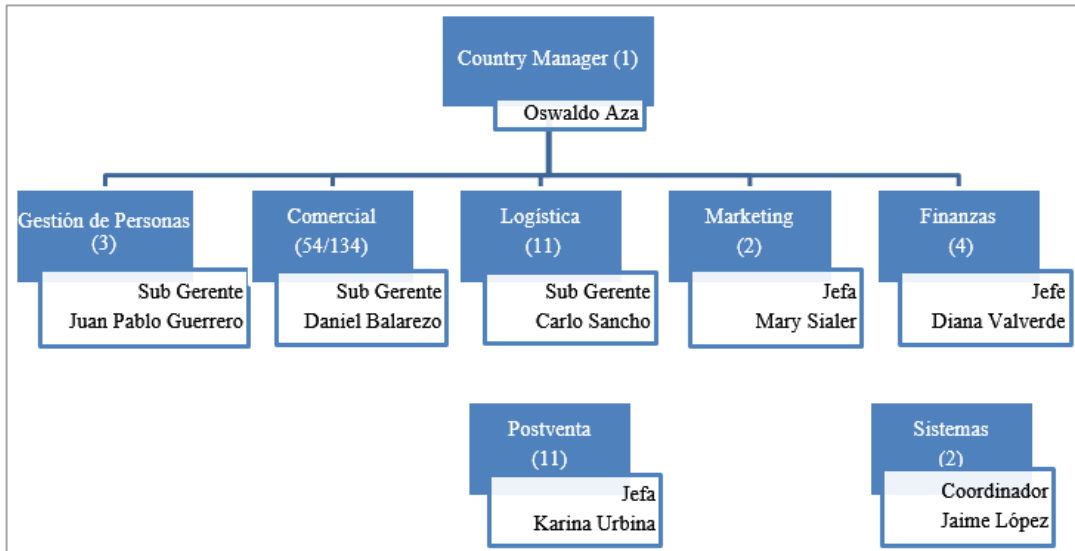 Country Manager (1)
Oswaldo Aza
Gestión de Personas
(3)
Sub Gerente
Juan Pablo Guerrero
Comercial
(54/134)
Sub Gerente
Daniel Balarezo
Logística
(11)
Sub Gerente
Carlo Sancho
Marketing
(2)
Jefa
Mary Sialer
Finanzas
(4)
Jefe
Diana Valverde
Postventa
(11)
Jefa
Karina Urbina
Sistemas
(2)
Coordinador
Jaime López